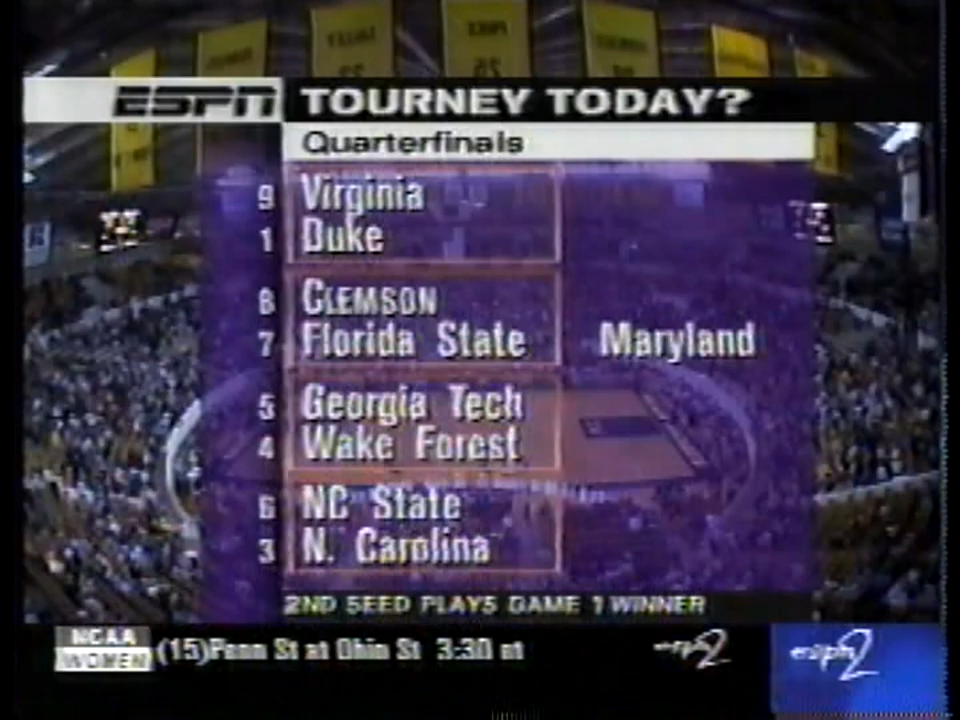 ESPN TOURNEY TODAY?
Quarterfinals
9 Virginia
1 Duke
8 CLEMSON
7 Florida State Maryland
5 Georgia Tech
4 Wake Forest
6 NC State
3 N. Carolina
2ND SEED PLAYS GAME 1 WINNER
NCAA
WOMEN
(15)Penn St at Ohio St 3:30 et
espn2 espn2